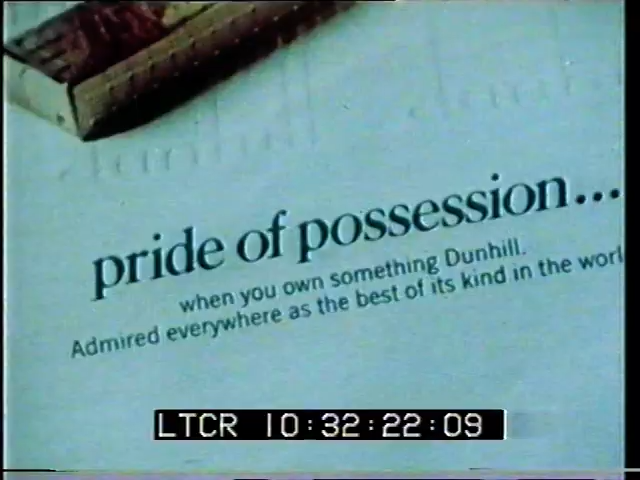 pride of possession...
when you own something Dunhill.
Admired everywhere as the best of its kind in the worl
LTCR 10:32:22:09